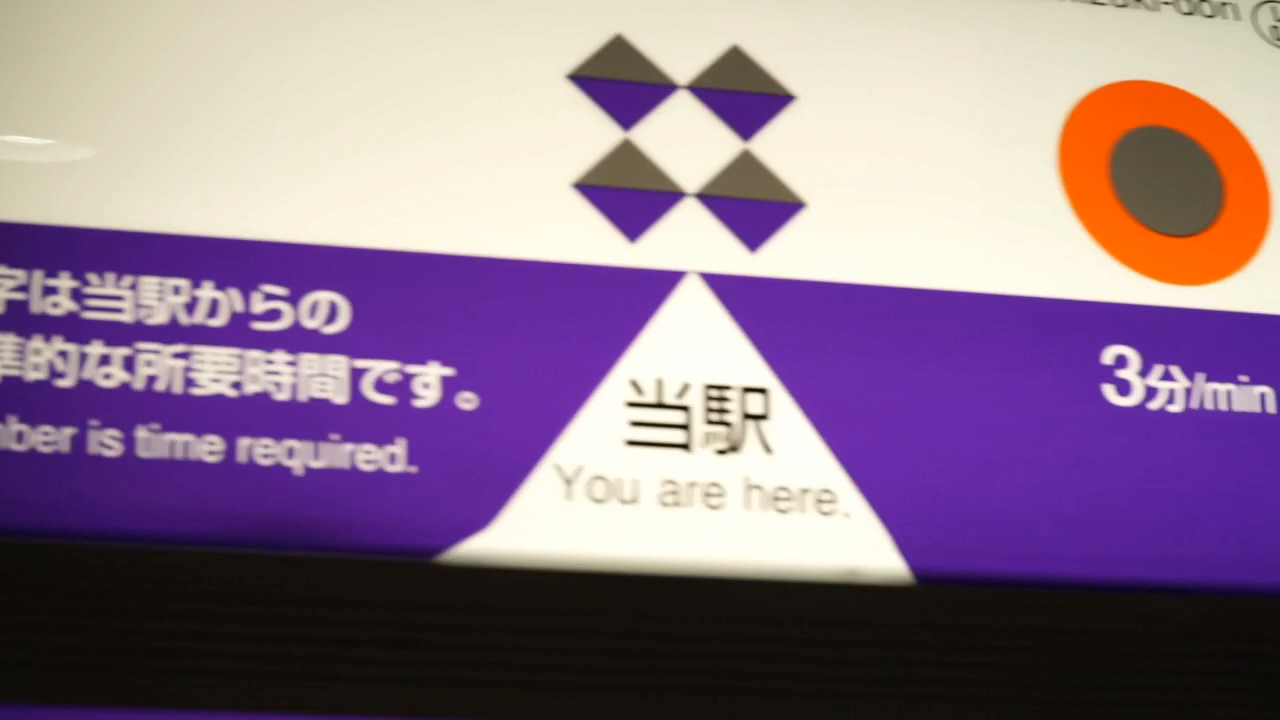 字は当駅からの
準的な所要時間です。
ber is time required.
当駅
You are here.
3分/min